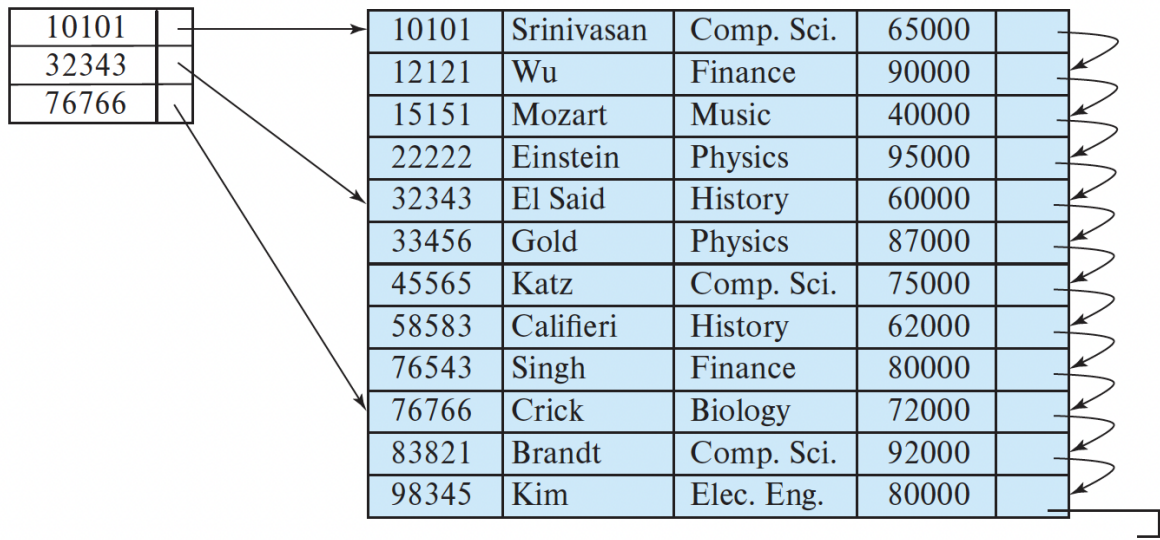 10101
32343
76766
10101 Srinivasan Comp. Sci. 65000
12121 Wu Finance 90000
15151 Mozart Music 40000
22222 Einstein Physics 95000
32343 El Said History 60000
33456 Gold Physics 87000
45565 Katz Comp. Sci. 75000
58583 Califieri History 62000
76543 Singh Finance 80000
76766 Crick Biology 72000
83821 Brandt Comp. Sci. 92000
98345 Kim Elec. Eng. 80000